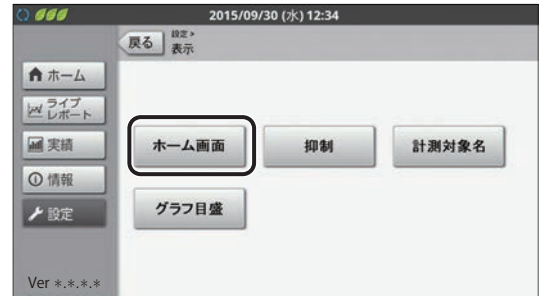 2015/09/30 (水) 12:34
戻る
設定>
表示
ホーム
ライブ
レポート
実績
情報
設定
ホーム画面
抑制
計測対象名
グラフ目盛
Ver *.*.*.*